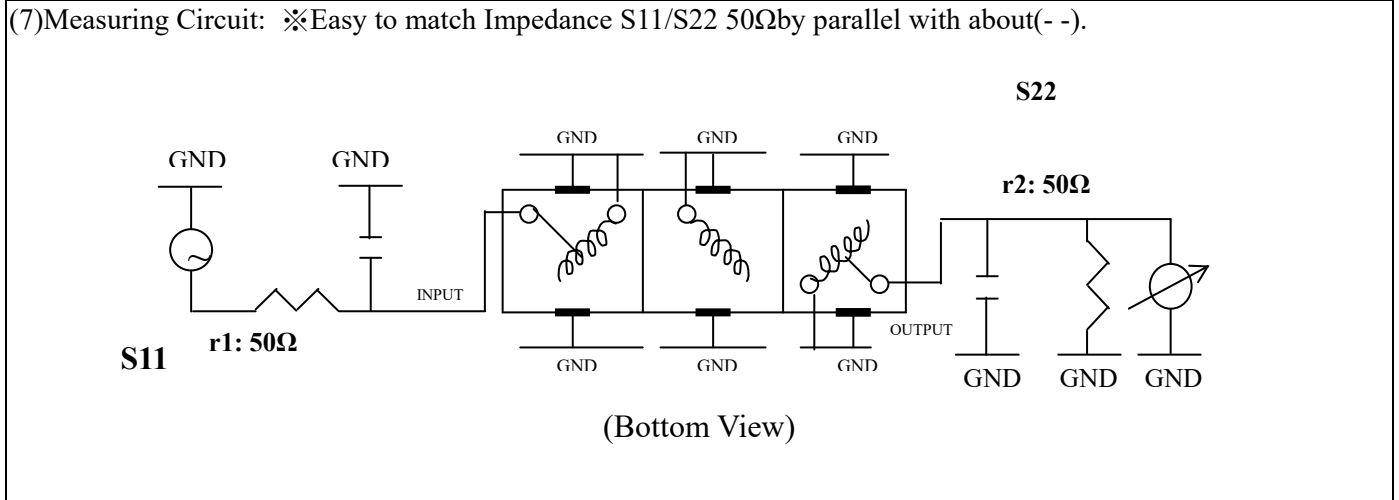 (7)Measuring Circuit: ※Easy to match Impedance S11/S22 50Ωby parallel with about(- -).
S22
GND GND GND
GND GND
r2: 50Ω
INPUT
OUTPUT
r1: 50Ω
S11
GND GND GND
GND GND GND
(Bottom View)